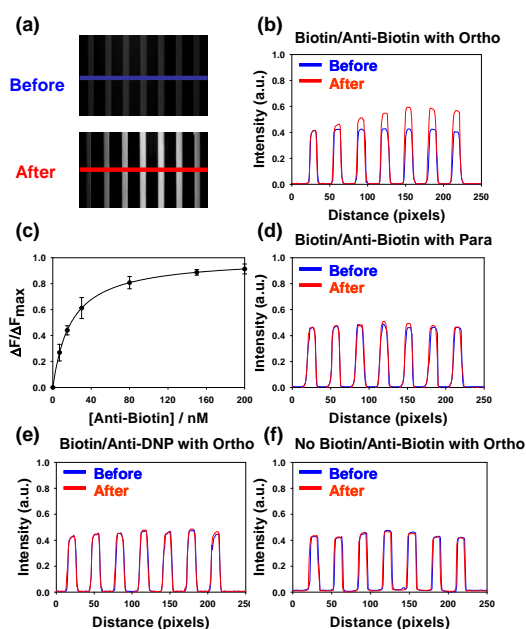 (a)
Before
After
(b)
Biotin/Anti-Biotin with Ortho
Before
After
Intensity (a.u.)
1.0
0.8
0.6
0.4
0.2
0.0
0 50 100 150 200 250
Distance (pixels)
(c)
ΔF/ΔFmax
1.0
0.8
0.6
0.4
0.2
0.0
0 40 80 120 160 200
[Anti-Biotin] / nM
(d)
Biotin/Anti-Biotin with Para
Before
After
Intensity (a.u.)
1.0
0.8
0.6
0.4
0.2
0.0
0 50 100 150 200 250
Distance (pixels)
(e)
Biotin/Anti-DNP with Ortho
Before
After
Intensity (a.u.)
1.0
0.8
0.6
0.4
0.2
0.0
0 50 100 150 200 250
Distance (pixels)
(f)
No Biotin/Anti-Biotin with Ortho
Before
After
Intensity (a.u.)
1.0
0.8
0.6
0.4
0.2
0.0
0 50 100 150 200 250
Distance (pixels)